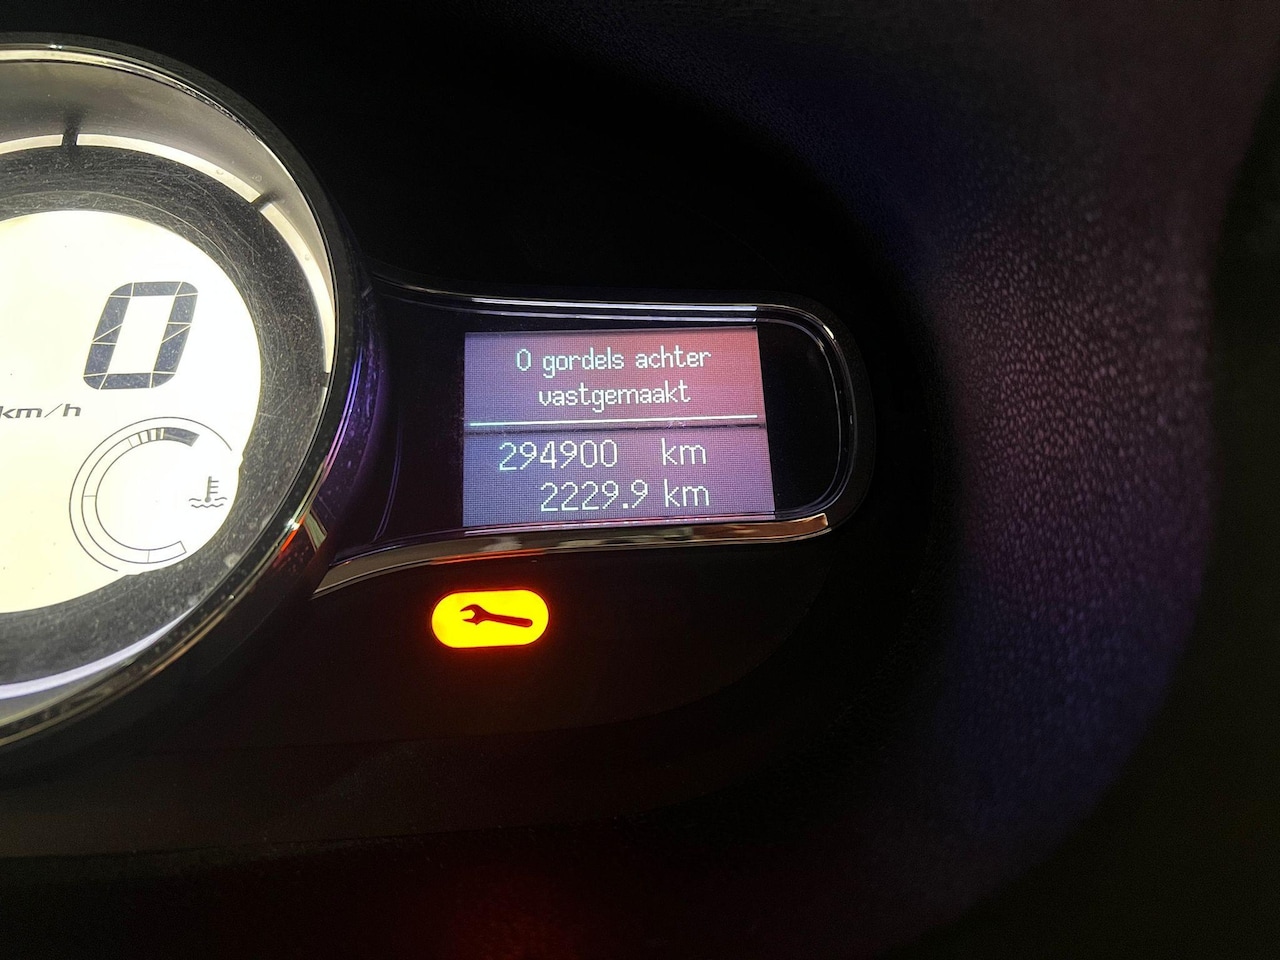 0
km/h
0 gordels achter
vastgemaakt
294900 km
2229.9 km